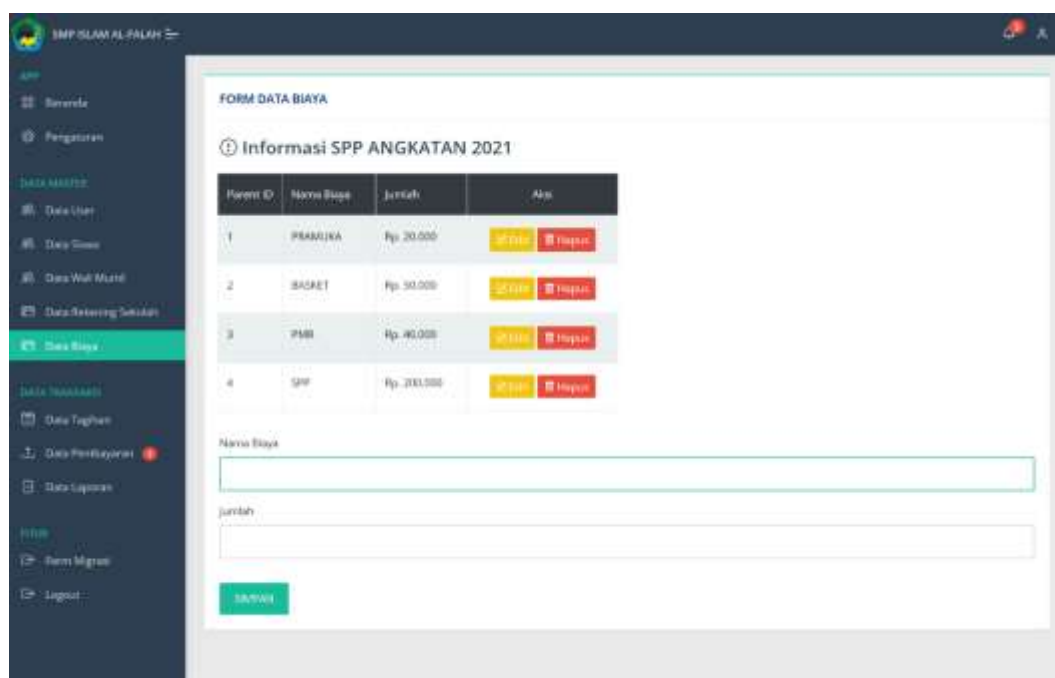 SMP ISLAM AL-FALAH
APP
Beranda
Pengaturan
DATA MASTER
Data User
Data Siswa
Data Wali Murid
Data Rekening Sekolah
Data Biaya
DATA TRANSAKSI
Data Tagihan
Data Pembayaran
Data Laporan
Form Migrasi
Logout
FORM DATA BIAYA
Informasi SPP ANGKATAN 2021
Parent ID Nama Biaya Jumlah Aksi
1 PRAMUKA Rp. 20.000 Edit Hapus
2 BASKET Rp. 50.000 Edit Hapus
3 PMR Rp. 40.000 Edit Hapus
4 SPP Rp. 200.000 Edit Hapus
Nama Biaya
Jumlah
SIMPAN